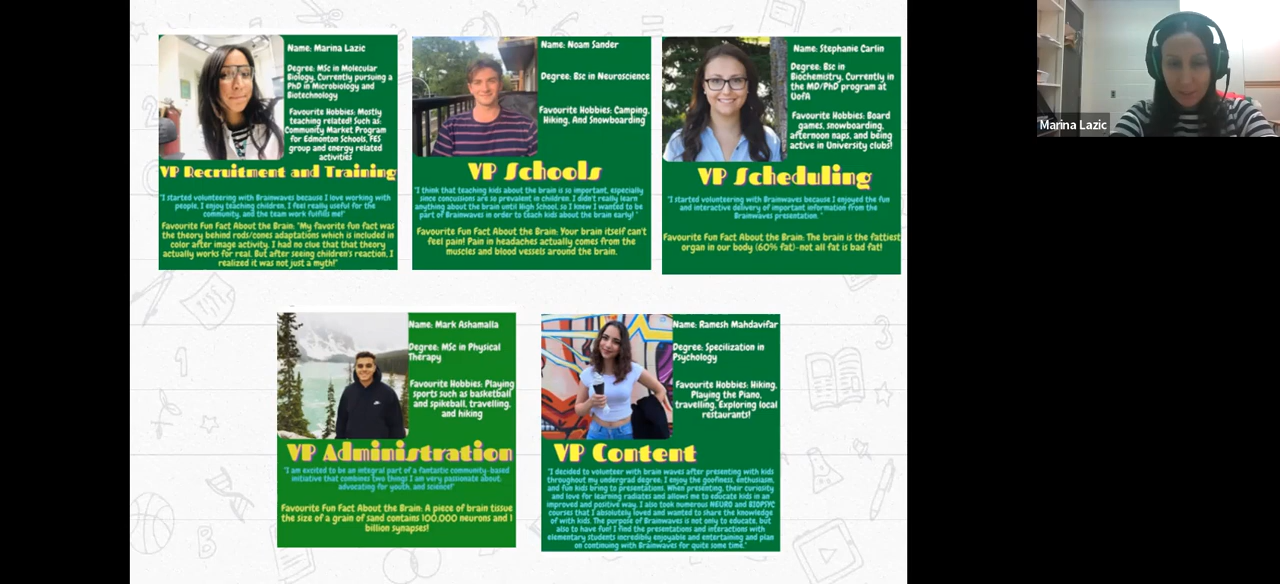 Name: Marina Lazic
Degree: MSc in Molecular
Biology, Currently pursuing a
PhD in Microbiology and
Biotechnology
Favourite Hobbies: Mostly
teaching related! Such as:
Community Market Program
for Edmonton Schools, FES
group and energy related
activities
VP Recruitment and Training
"I started volunteering with Brainwaves because I love working with
people, I enjoy teaching children, I feel really useful for the
community, and the team work fulfills me!"
Favourite Fun Fact About the Brain: "My favorite fun fact was
the theory behind rods/cones adaptations which is included in
color after image activity. I had no clue that that theory
actually works for real. But after seeing children's reaction, I
realized it was not just a myth!"
Name: Noam Sander
Degree: Bsc in Neuroscience
Favourite Hobbies: Camping,
Hiking, And Snowboarding
VP Schools
"I think that teaching kids about the brain is so important, especially
since concussions are so prevalent in children. I didn't really learn
anything about the brain until High School, so I knew I wanted to be
part of Brainwaves in order to teach kids about the brain early! "
Favourite Fun Fact About the Brain: Your brain itself can't
feel pain! Pain in headaches actually comes from the
muscles and blood vessels around the brain.
Name: Stephanie Carlin
Degree: Bsc in
Biochemistry, Currently in
the MD/PhD program at
UofA
Favourite Hobbies: Board
games, snowboarding,
afternoon naps, and being
active in University clubs!
VP Scheduling
"I started volunteering with Brainwaves because I enjoyed the fun
and interactive delivery of important information from the
Brainwaves presentation. "
Favourite Fun Fact About the Brain: The brain is the fattiest
organ in our body (60% fat)-not all fat is bad fat!
Marina Lazic
Name: Mark Ashamalla
Degree: MSc in Physical
Therapy
Favourite Hobbies: Playing
sports such as basketball
and spikeball, travelling,
and hiking
VP Administration
"I am excited to be an integral part of a fantastic community-based
initiative that combines two things I am very passionate about:
advocating for youth, and science!"
Favourite Fun Fact About the Brain: A piece of brain tissue
the size of a grain of sand contains 100,000 neurons and 1
billion synapses!
Name: Ramesh Mahdavifar
Degree: Specilization in
Psychology
Favourite Hobbies: Hiking,
Playing the Piano,
travelling, Exploring local
restaurants!
VP Content
"I decided to volunteer with brain waves after presenting with kids
throughout my undergrad degree. I enjoy the goofiness, enthusiasm,
and fun kids bring to presentations. When presenting, their curiosity
and love for learning radiates and allows me to educate kids in an
improved and positive way. I also took numerous NEURO and BIOPSYC
courses that I absolutely loved and wanted to share the knowledge
of with kids. The purpose of Brainwaves is not only to educate, but
also to have fun! I find the presentations and interactions with
elementary students incredibly enjoyable and entertaining and plan
on continuing with Brainwaves for quite some time."